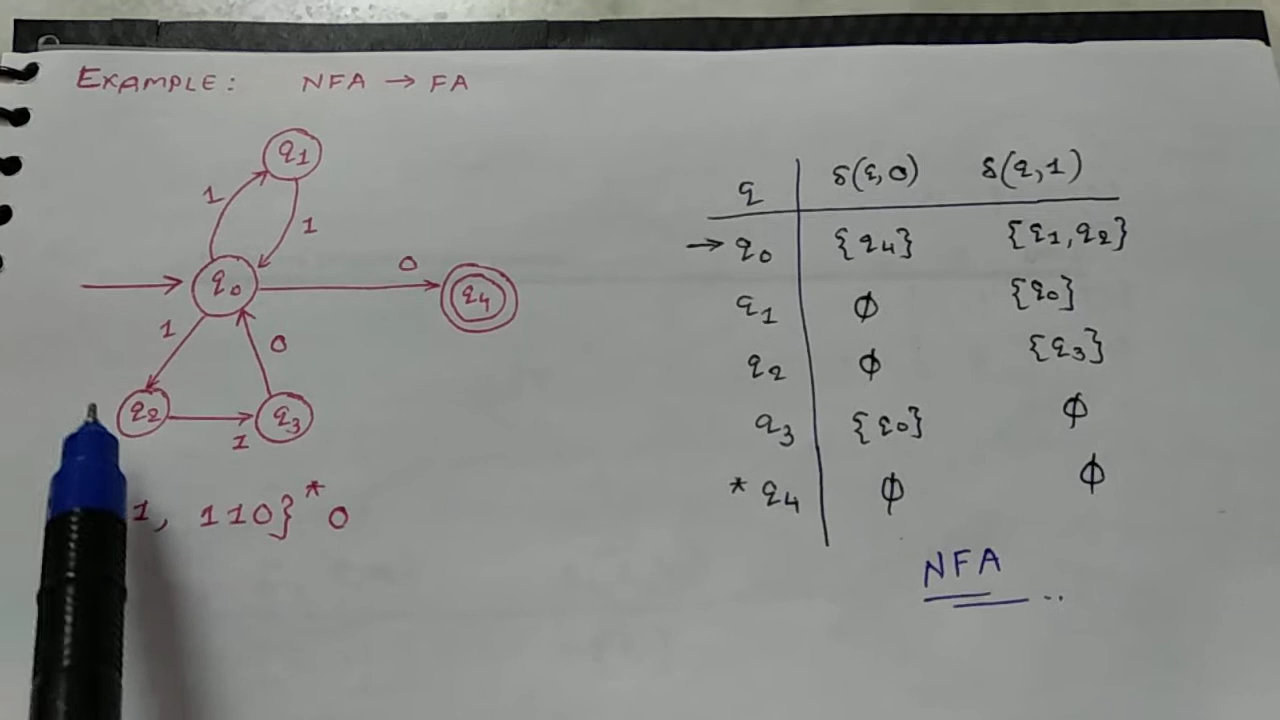 EXAMPLE: NFA → FA
q1
1
1
q0
0
q4
1
0
q2
1
q3
1, 110}*0
q δ(q,0) δ(q,1)
→ q0 {q4} {q1,q2}
q1 ϕ {q0}
q2 ϕ {q3}
q3 {q0} ϕ
* q4 ϕ ϕ
NFA